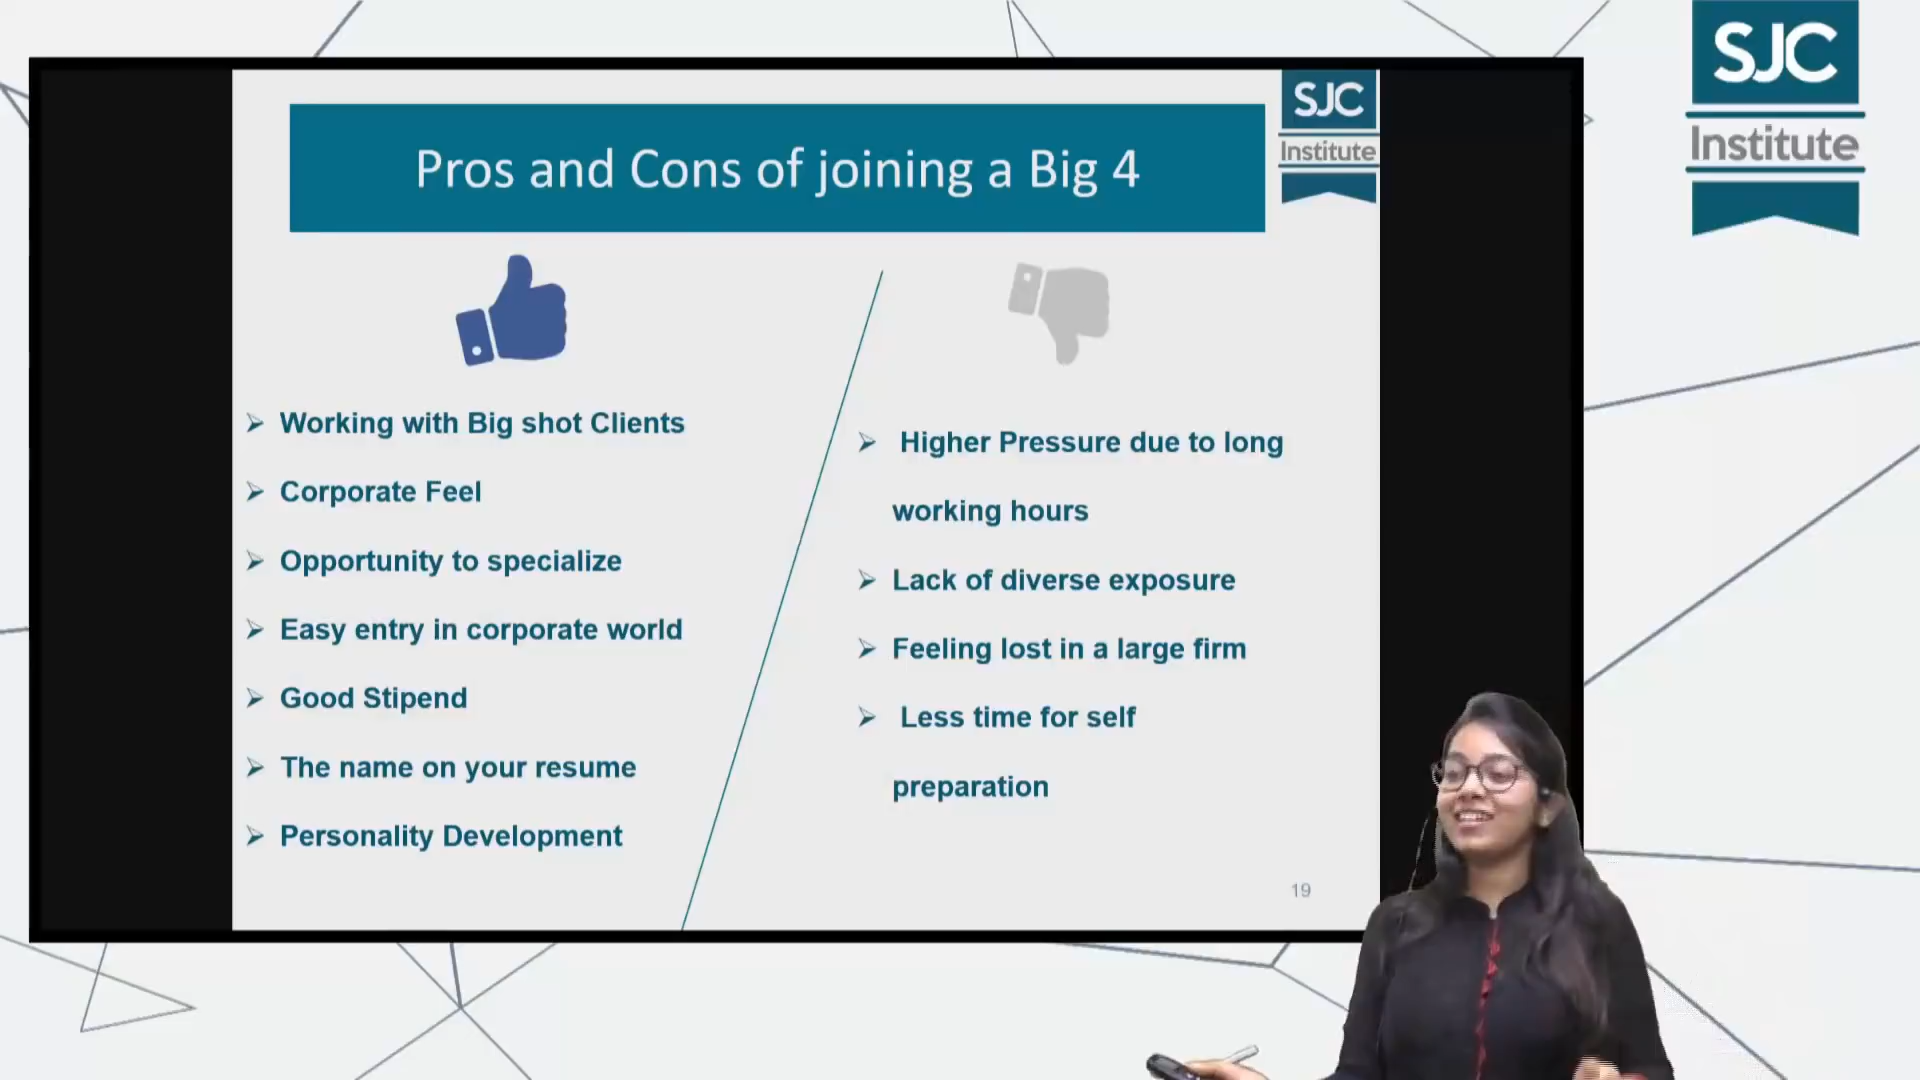 Pros and Cons of joining a Big 4
SJC
Institute
SJC
Institute
Working with Big shot Clients
Corporate Feel
Opportunity to specialize
Easy entry in corporate world
Good Stipend
The name on your resume
Personality Development
Higher Pressure due to long
working hours
Lack of diverse exposure
Feeling lost in a large firm
Less time for self
preparation
19